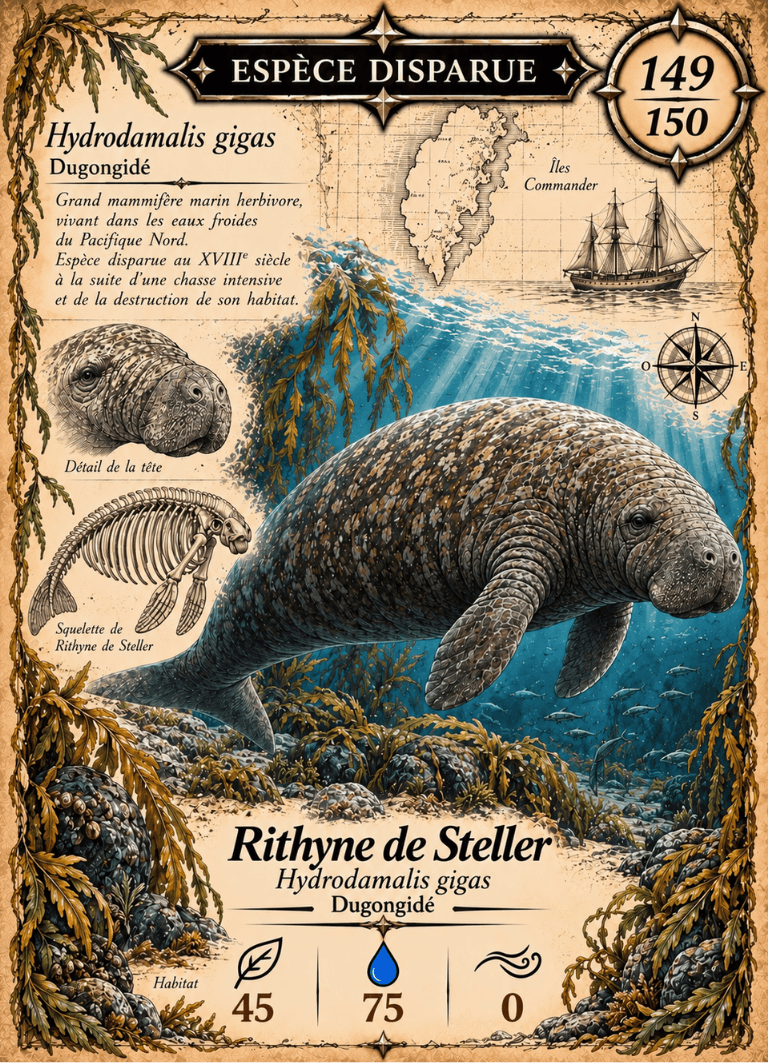 ESPÈCE DISPARUE
149
150
Hydrodamalis gigas
Dugongidé
Grand mammifère marin herbivore,
vivant dans les eaux froides
du Pacifique Nord.
Espèce disparue au XVIIIᵉ siècle
à la suite d'une chasse intensive
et de la destruction de son habitat.
Îles
Commander
N
O
E
S
Détail de la tête
Squelette de
Rithyne de Steller
Rithyne de Steller
Hydrodamalis gigas
Dugongidé
Habitat
45
75
0